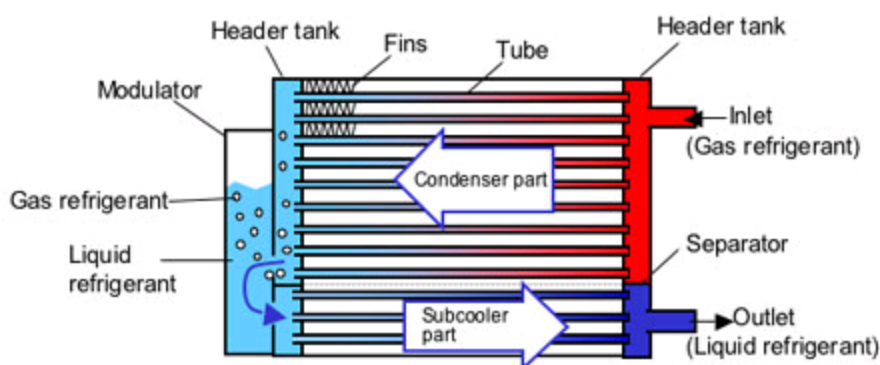 Header tank
Header tank
Fins
Tube
Modulator
Inlet
(Gas refrigerant)
Condenser part
Gas refrigerant
Liquid
refrigerant
Separator
Subcooler
part
Outlet
(Liquid refrigerant)